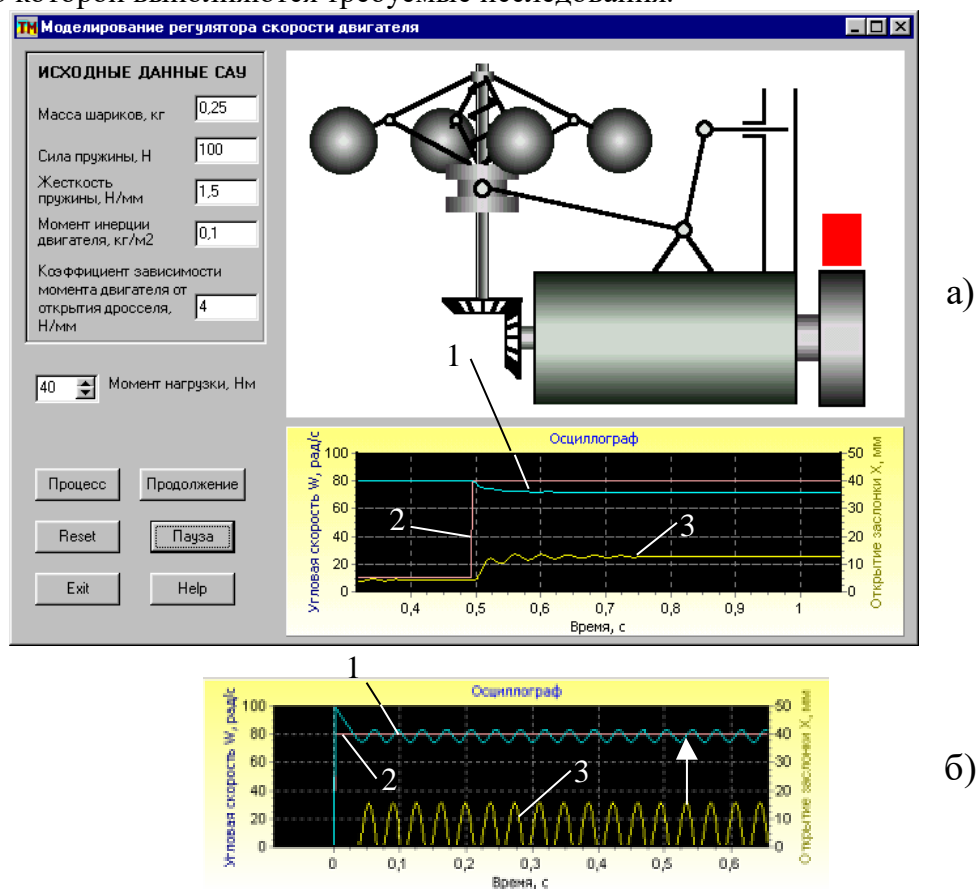 которой выполняются требуемые исследования.
Моделирование регулятора скорости двигателя
ИСХОДНЫЕ ДАННЫЕ САУ
Масса шариков, кг 0,25
Сила пружины, Н 100
Жесткость
пружины, Н/мм 1,5
Момент инерции
двигателя, кг/м2 0,1
Коэффициент зависимости
момента двигателя от
открытия дросселя, 4
Н/мм
40 Момент нагрузки, Нм
Процесс Продолжение
Reset Пауза
Exit Help
а)
1
Осциллограф
Угловая скорость W, рад/с
100
80
60
40
20
0
50
40
30
20
10
0
Открытие заслонки X, мм
1
2
3
0,4 0,5 0,6 0,7 0,8 0,9 1
Время, с
1
Осциллограф
Угловая скорость W, рад/с
100
80
60
40
20
0
50
40
30
20
10
0
Открытие заслонки X, мм
2
3
б)
0 0,1 0,2 0,3 0,4 0,5 0,6
Время, с